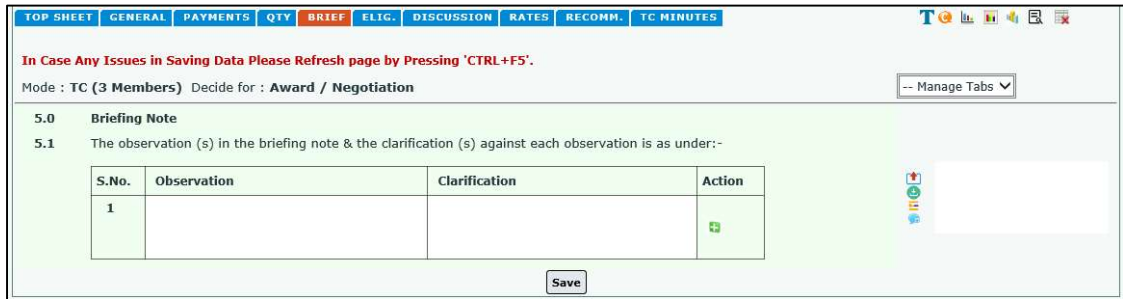 TOP SHEET GENERAL PAYMENTS QTY BRIEF ELIG. DISCUSSION RATES RECOMM. TC MINUTES
In Case Any Issues in Saving Data Please Refresh page by Pressing 'CTRL+F5'.
Mode : TC (3 Members) Decide for : Award / Negotiation
-- Manage Tabs
5.0 Briefing Note
5.1 The observation (s) in the briefing note & the clarification (s) against each observation is as under:-
S.No. Observation Clarification Action
1
Save